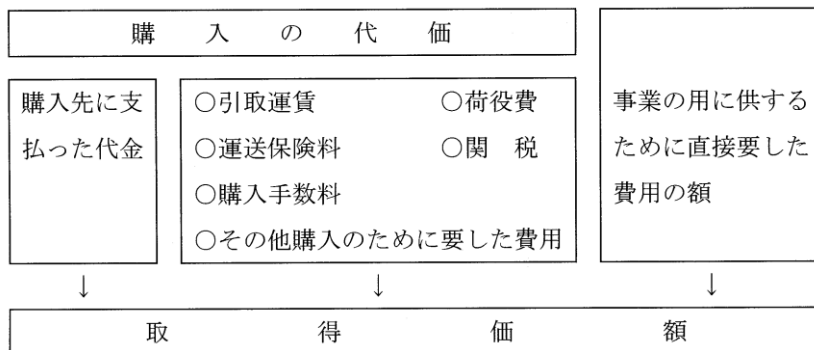 購入の代価
購入先に支
払った代金
○引取運賃 ○荷役費
○運送保険料 ○関 税
○購入手数料
○その他購入のために要した費用
事業の用に供する
ために直接要した
費用の額
↓ ↓ ↓
取得価額